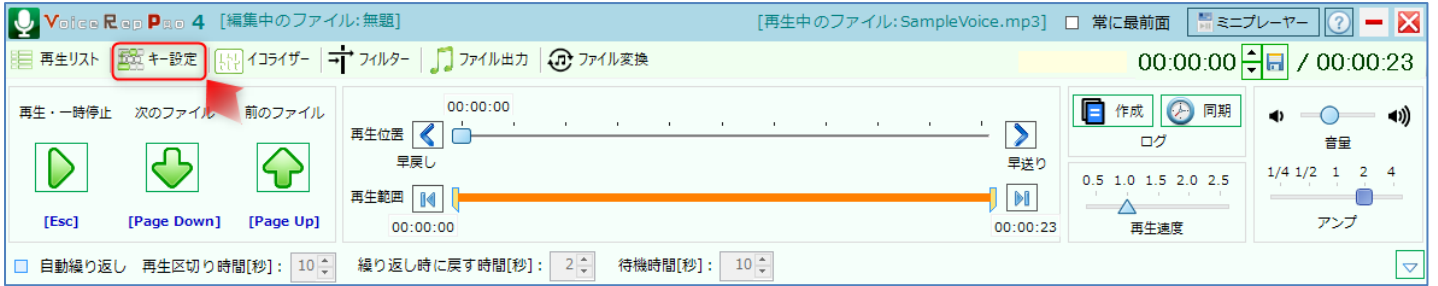 Voice Rep Pro 4 [編集中のファイル:無題] [再生中のファイル:SampleVoice.mp3] 常に最前面 ミニプレーヤー ?
再生リスト キー設定 イコライザー フィルター ファイル出力 ファイル変換 00:00:00 / 00:00:23
再生・一時停止 次のファイル 前のファイル
[Esc] [Page Down] [Page Up]
00:00:00
再生位置
早戻し 早送り
再生範囲
00:00:00 00:00:23
作成 同期
ログ
0.5 1.0 1.5 2.0 2.5
再生速度
音量
1/4 1/2 1 2 4
アンプ
自動繰り返し 再生区切り時間[秒]: 10 繰り返し時に戻す時間[秒]: 2 待機時間[秒]: 10